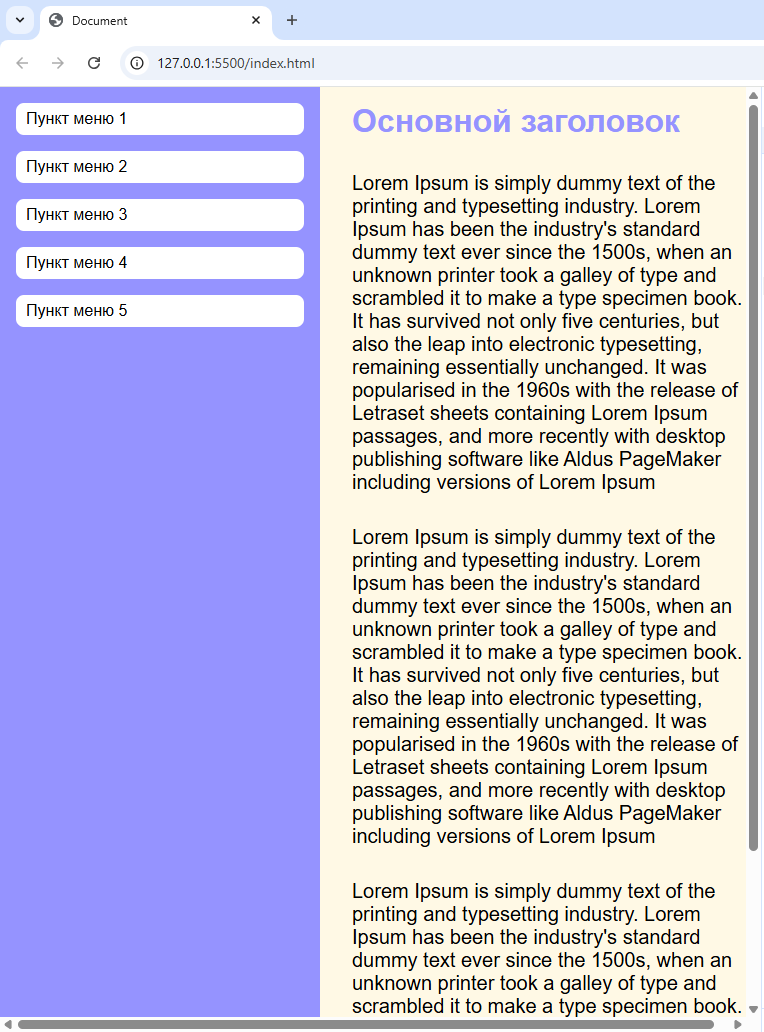 Document
127.0.0.1:5500/index.html
Пункт меню 1
Пункт меню 2
Пункт меню 3
Пункт меню 4
Пункт меню 5
Основной заголовок
Lorem Ipsum is simply dummy text of the
printing and typesetting industry. Lorem
Ipsum has been the industry's standard
dummy text ever since the 1500s, when an
unknown printer took a galley of type and
scrambled it to make a type specimen book.
It has survived not only five centuries, but
also the leap into electronic typesetting,
remaining essentially unchanged. It was
popularised in the 1960s with the release of
Letraset sheets containing Lorem Ipsum
passages, and more recently with desktop
publishing software like Aldus PageMaker
including versions of Lorem Ipsum
Lorem Ipsum is simply dummy text of the
printing and typesetting industry. Lorem
Ipsum has been the industry's standard
dummy text ever since the 1500s, when an
unknown printer took a galley of type and
scrambled it to make a type specimen book.
It has survived not only five centuries, but
also the leap into electronic typesetting,
remaining essentially unchanged. It was
popularised in the 1960s with the release of
Letraset sheets containing Lorem Ipsum
passages, and more recently with desktop
publishing software like Aldus PageMaker
including versions of Lorem Ipsum
Lorem Ipsum is simply dummy text of the
printing and typesetting industry. Lorem
Ipsum has been the industry's standard
dummy text ever since the 1500s, when an
unknown printer took a galley of type and
scrambled it to make a type specimen book.